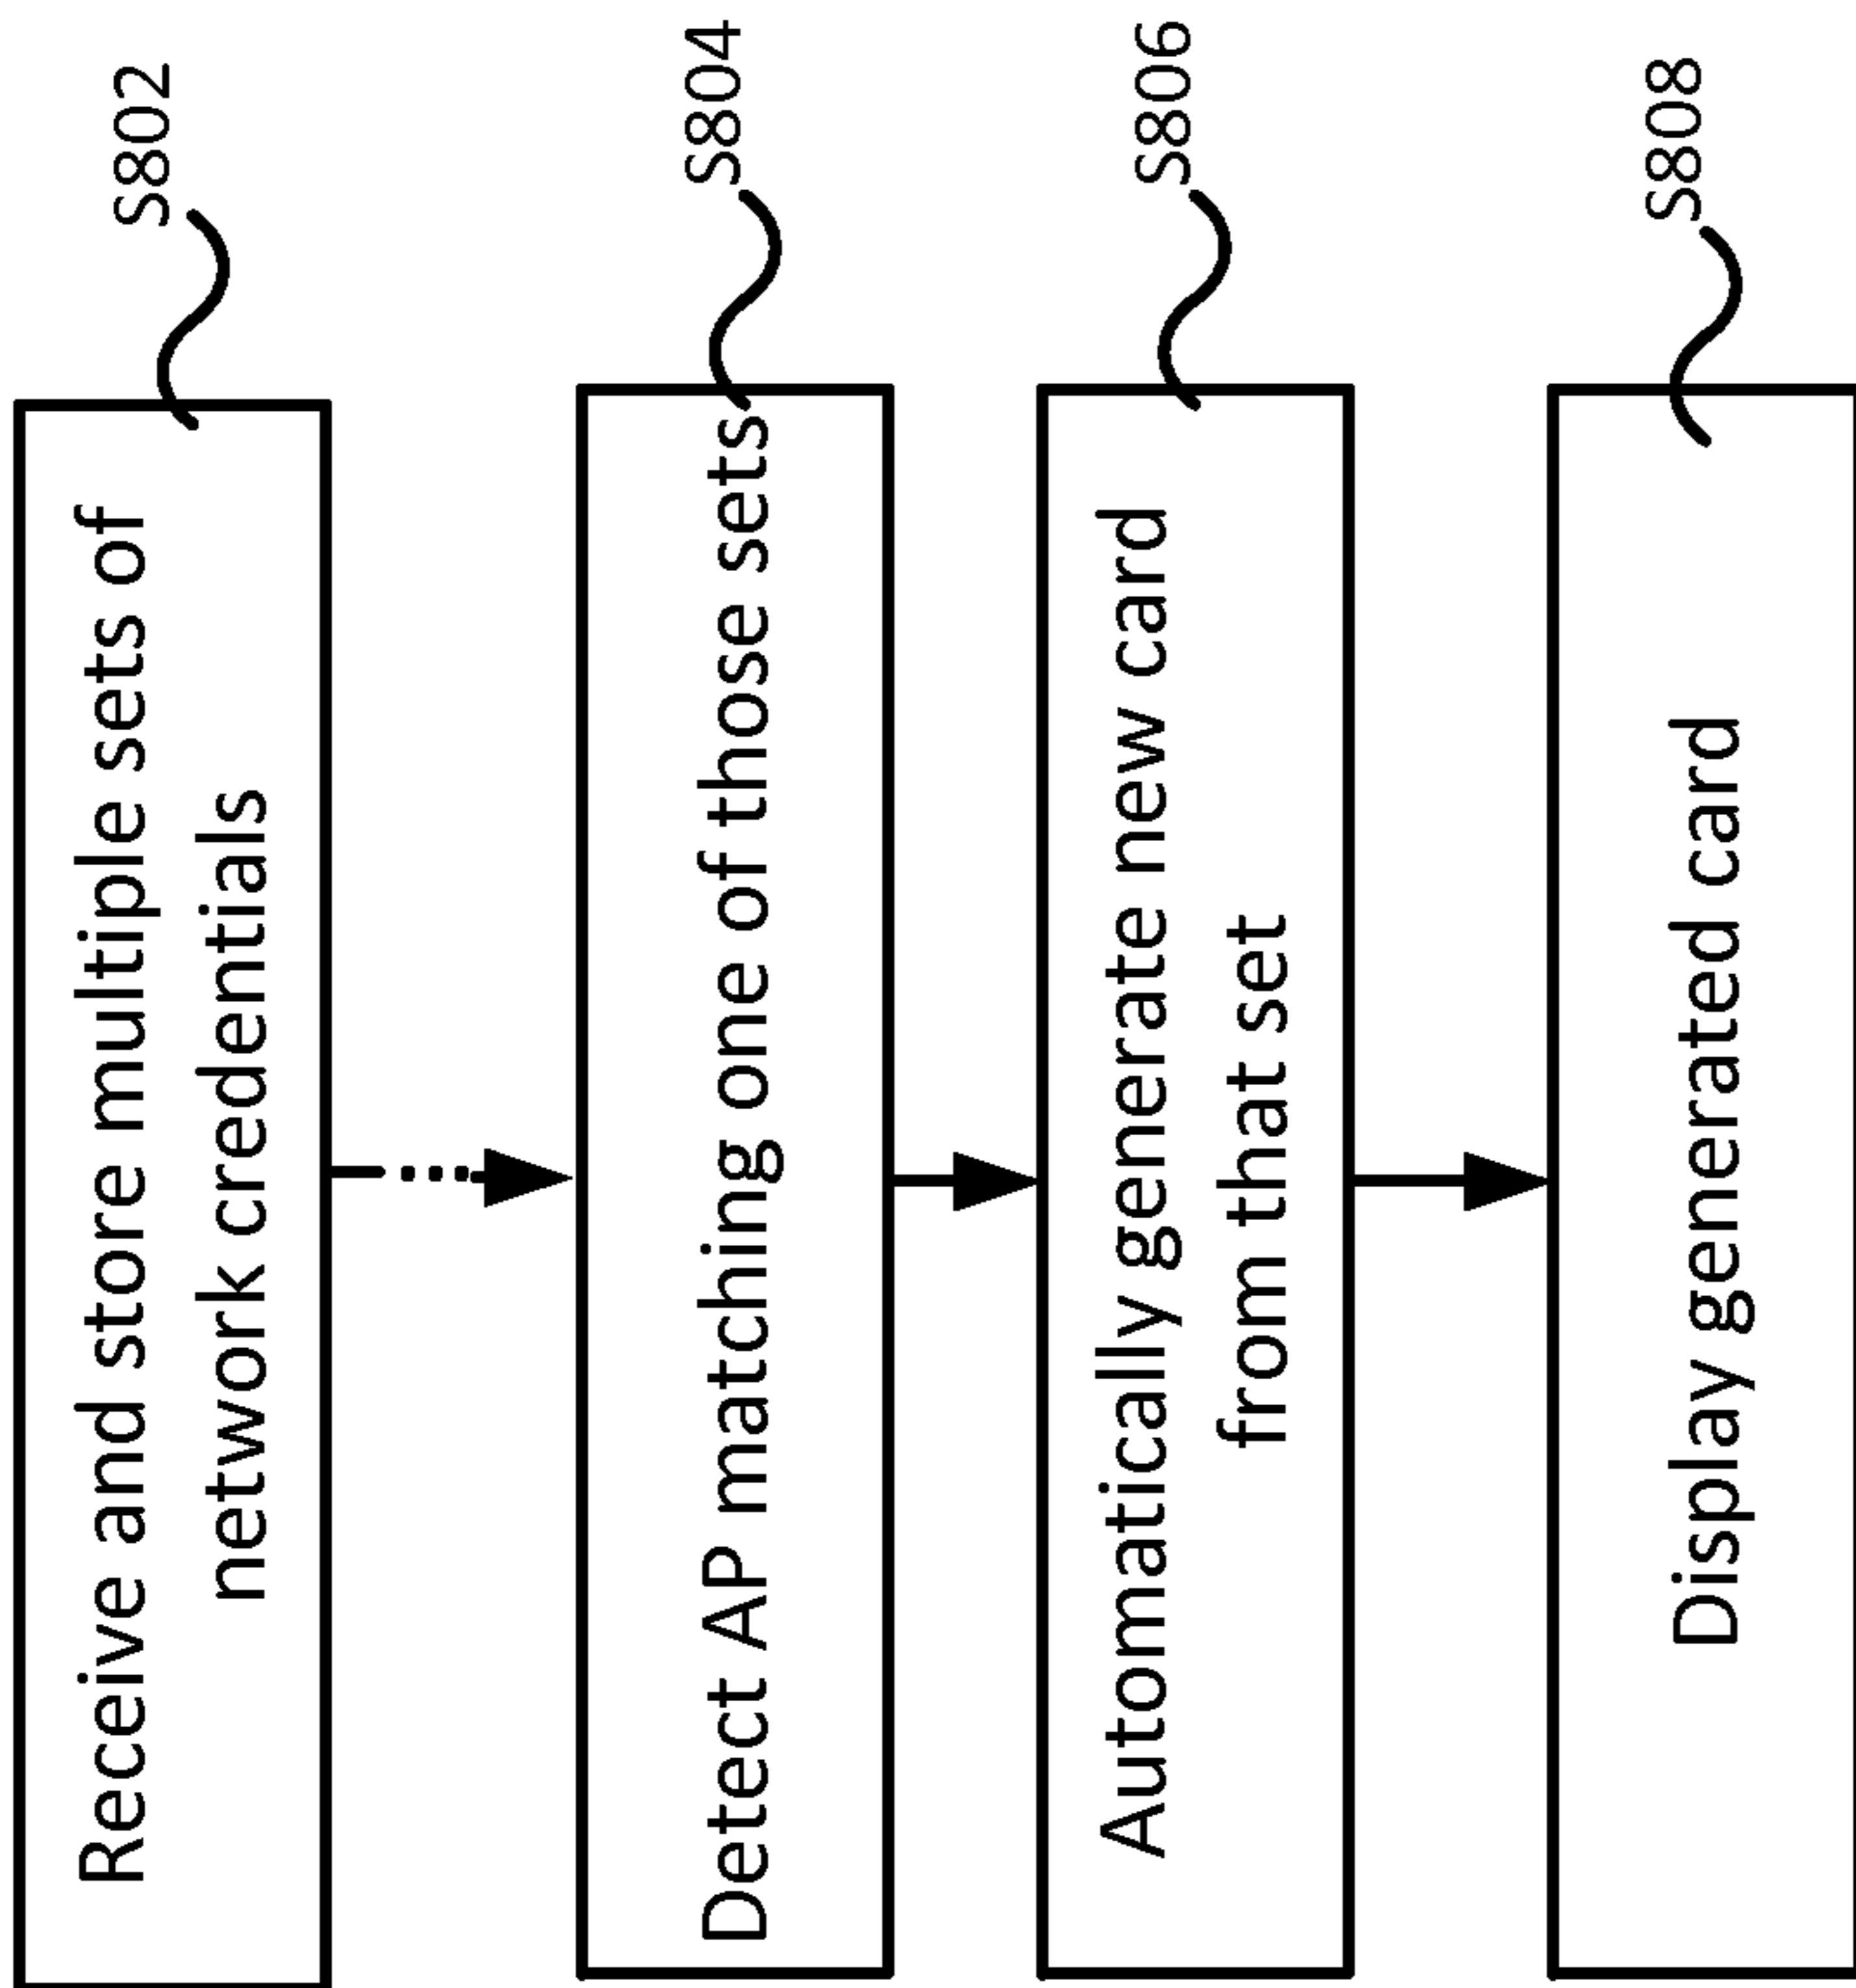 S802
Receive and store multiple sets of
network credentials
S804
Detect AP matching one of those sets
S806
Automatically generate new card
from that set
S808
Display generated card